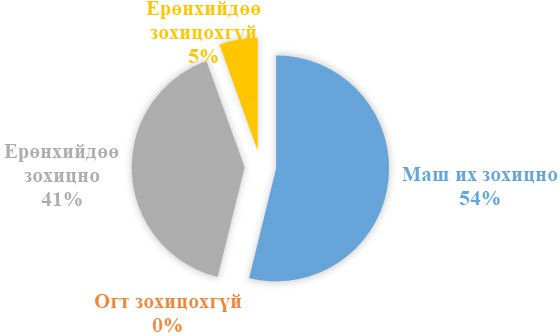 Ерөнхийдөө
зохицохгүй
5%
Ерөнхийдөө
зохицно
41%
Маш их зохицно
54%
Огт зохицохгүй
0%